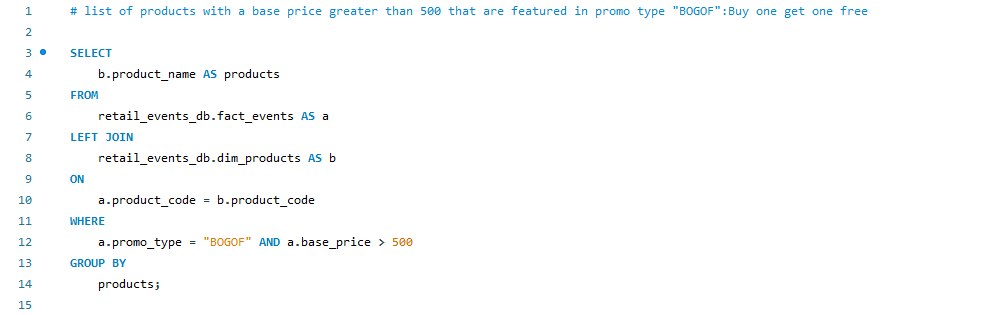 1 # list of products with a base price greater than 500 that are featured in promo type "BOGOF":Buy one get one free
2
3 SELECT
4 b.product_name AS products
5 FROM
6 retail_events_db.fact_events AS a
7 LEFT JOIN
8 retail_events_db.dim_products AS b
9 ON
10 a.product_code = b.product_code
11 WHERE
12 a.promo_type = "BOGOF" AND a.base_price > 500
13 GROUP BY
14 products;
15